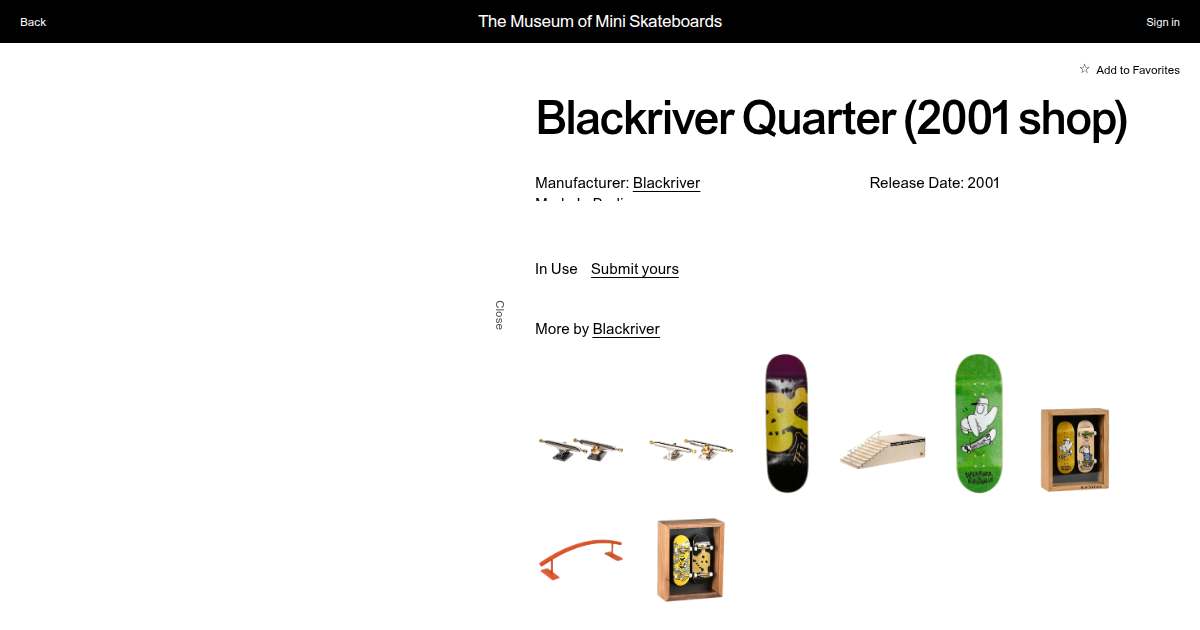 Back
The Museum of Mini Skateboards
Sign in
☆ Add to Favorites
Blackriver Quarter (2001 shop)
Manufacturer: Blackriver
Release Date: 2001
In Use Submit yours
Close
More by Blackriver